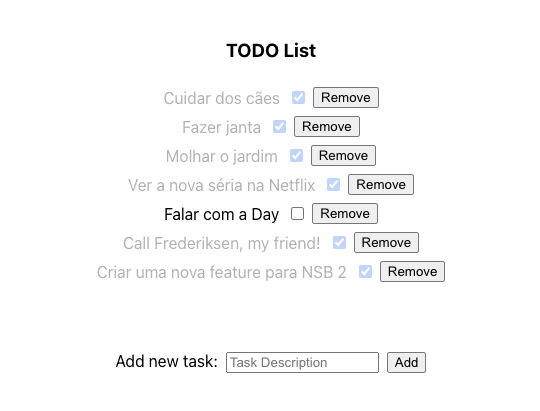 TODO List
Cuidar dos cães Remove
Fazer janta Remove
Molhar o jardim Remove
Ver a nova séria na Netflix Remove
Falar com a Day Remove
Call Frederiksen, my friend! Remove
Criar uma nova feature para NSB 2 Remove
Add new task: Task Description Add